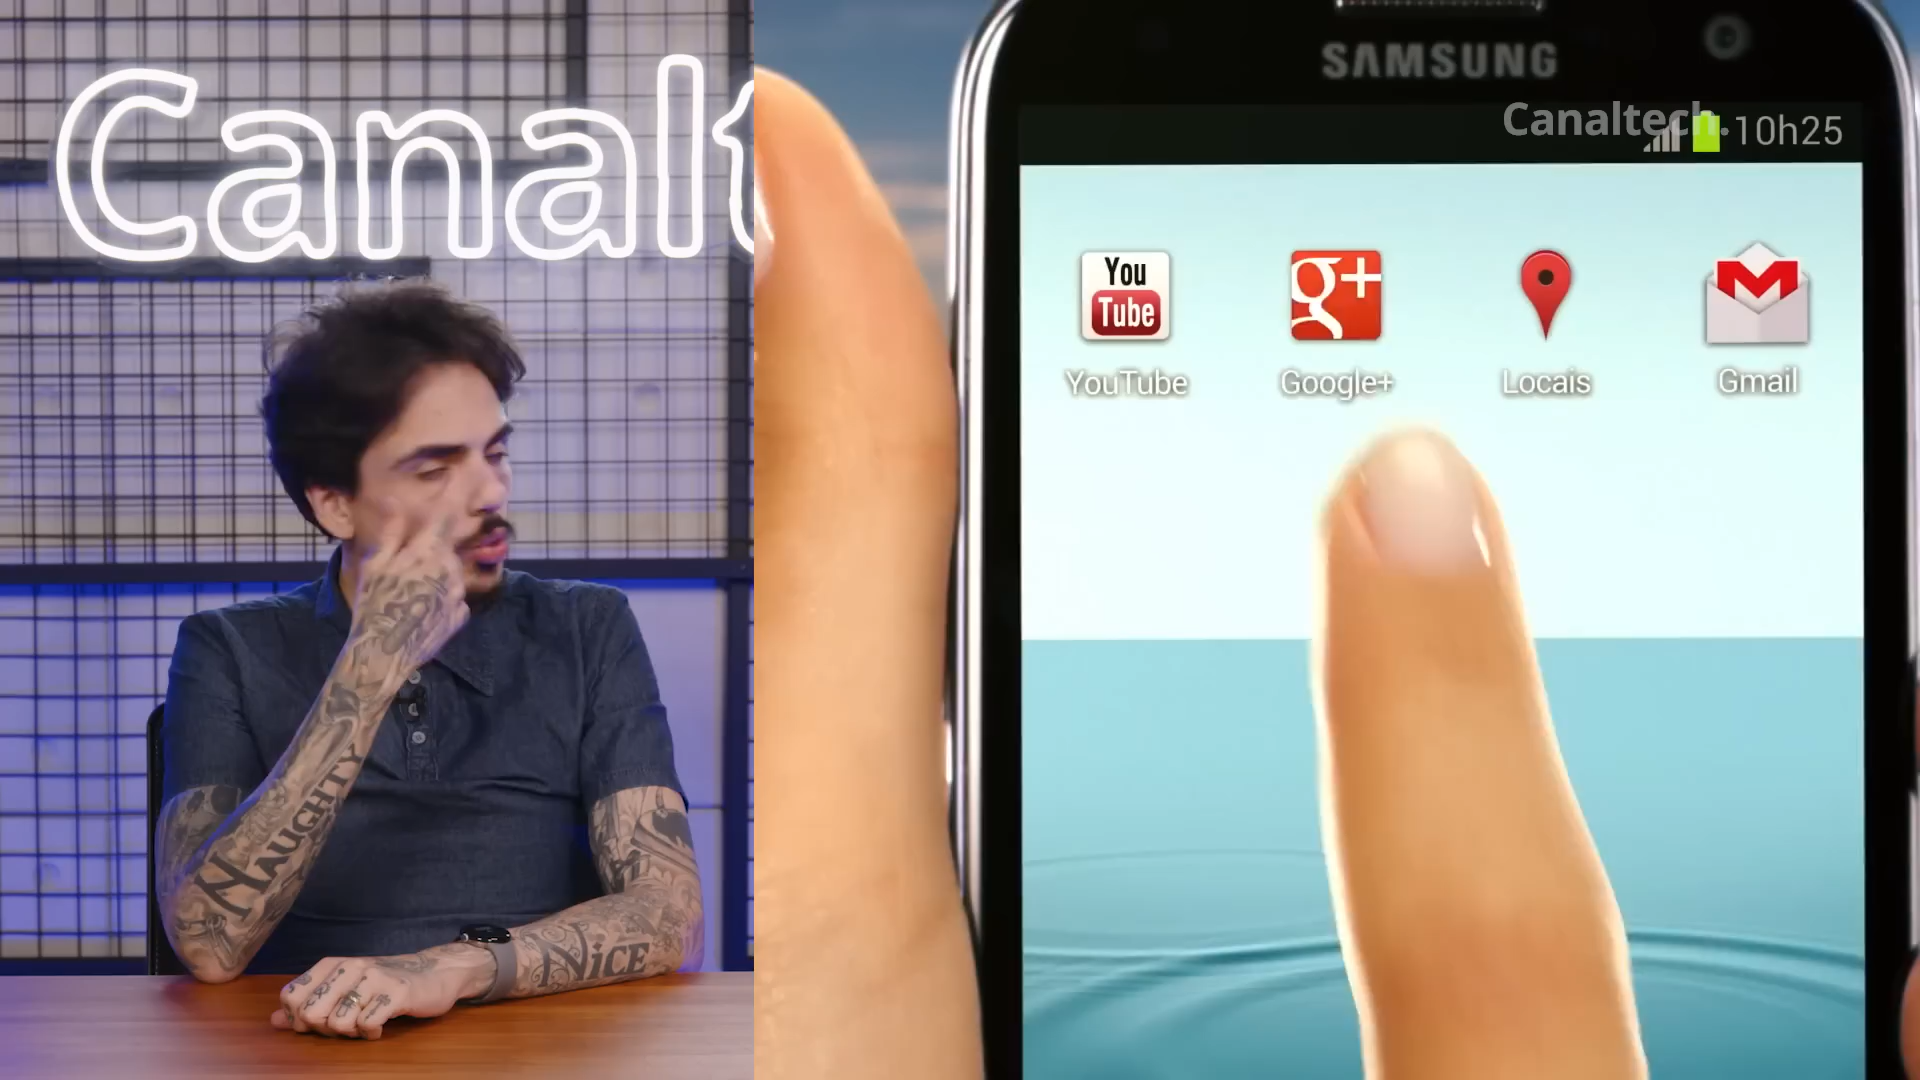 Canalt
NAUGHTY
NiCE
SAMSUNG
Canaltech.
10h25
You
Tube
g+
YouTube
Google+
Locais
Gmail